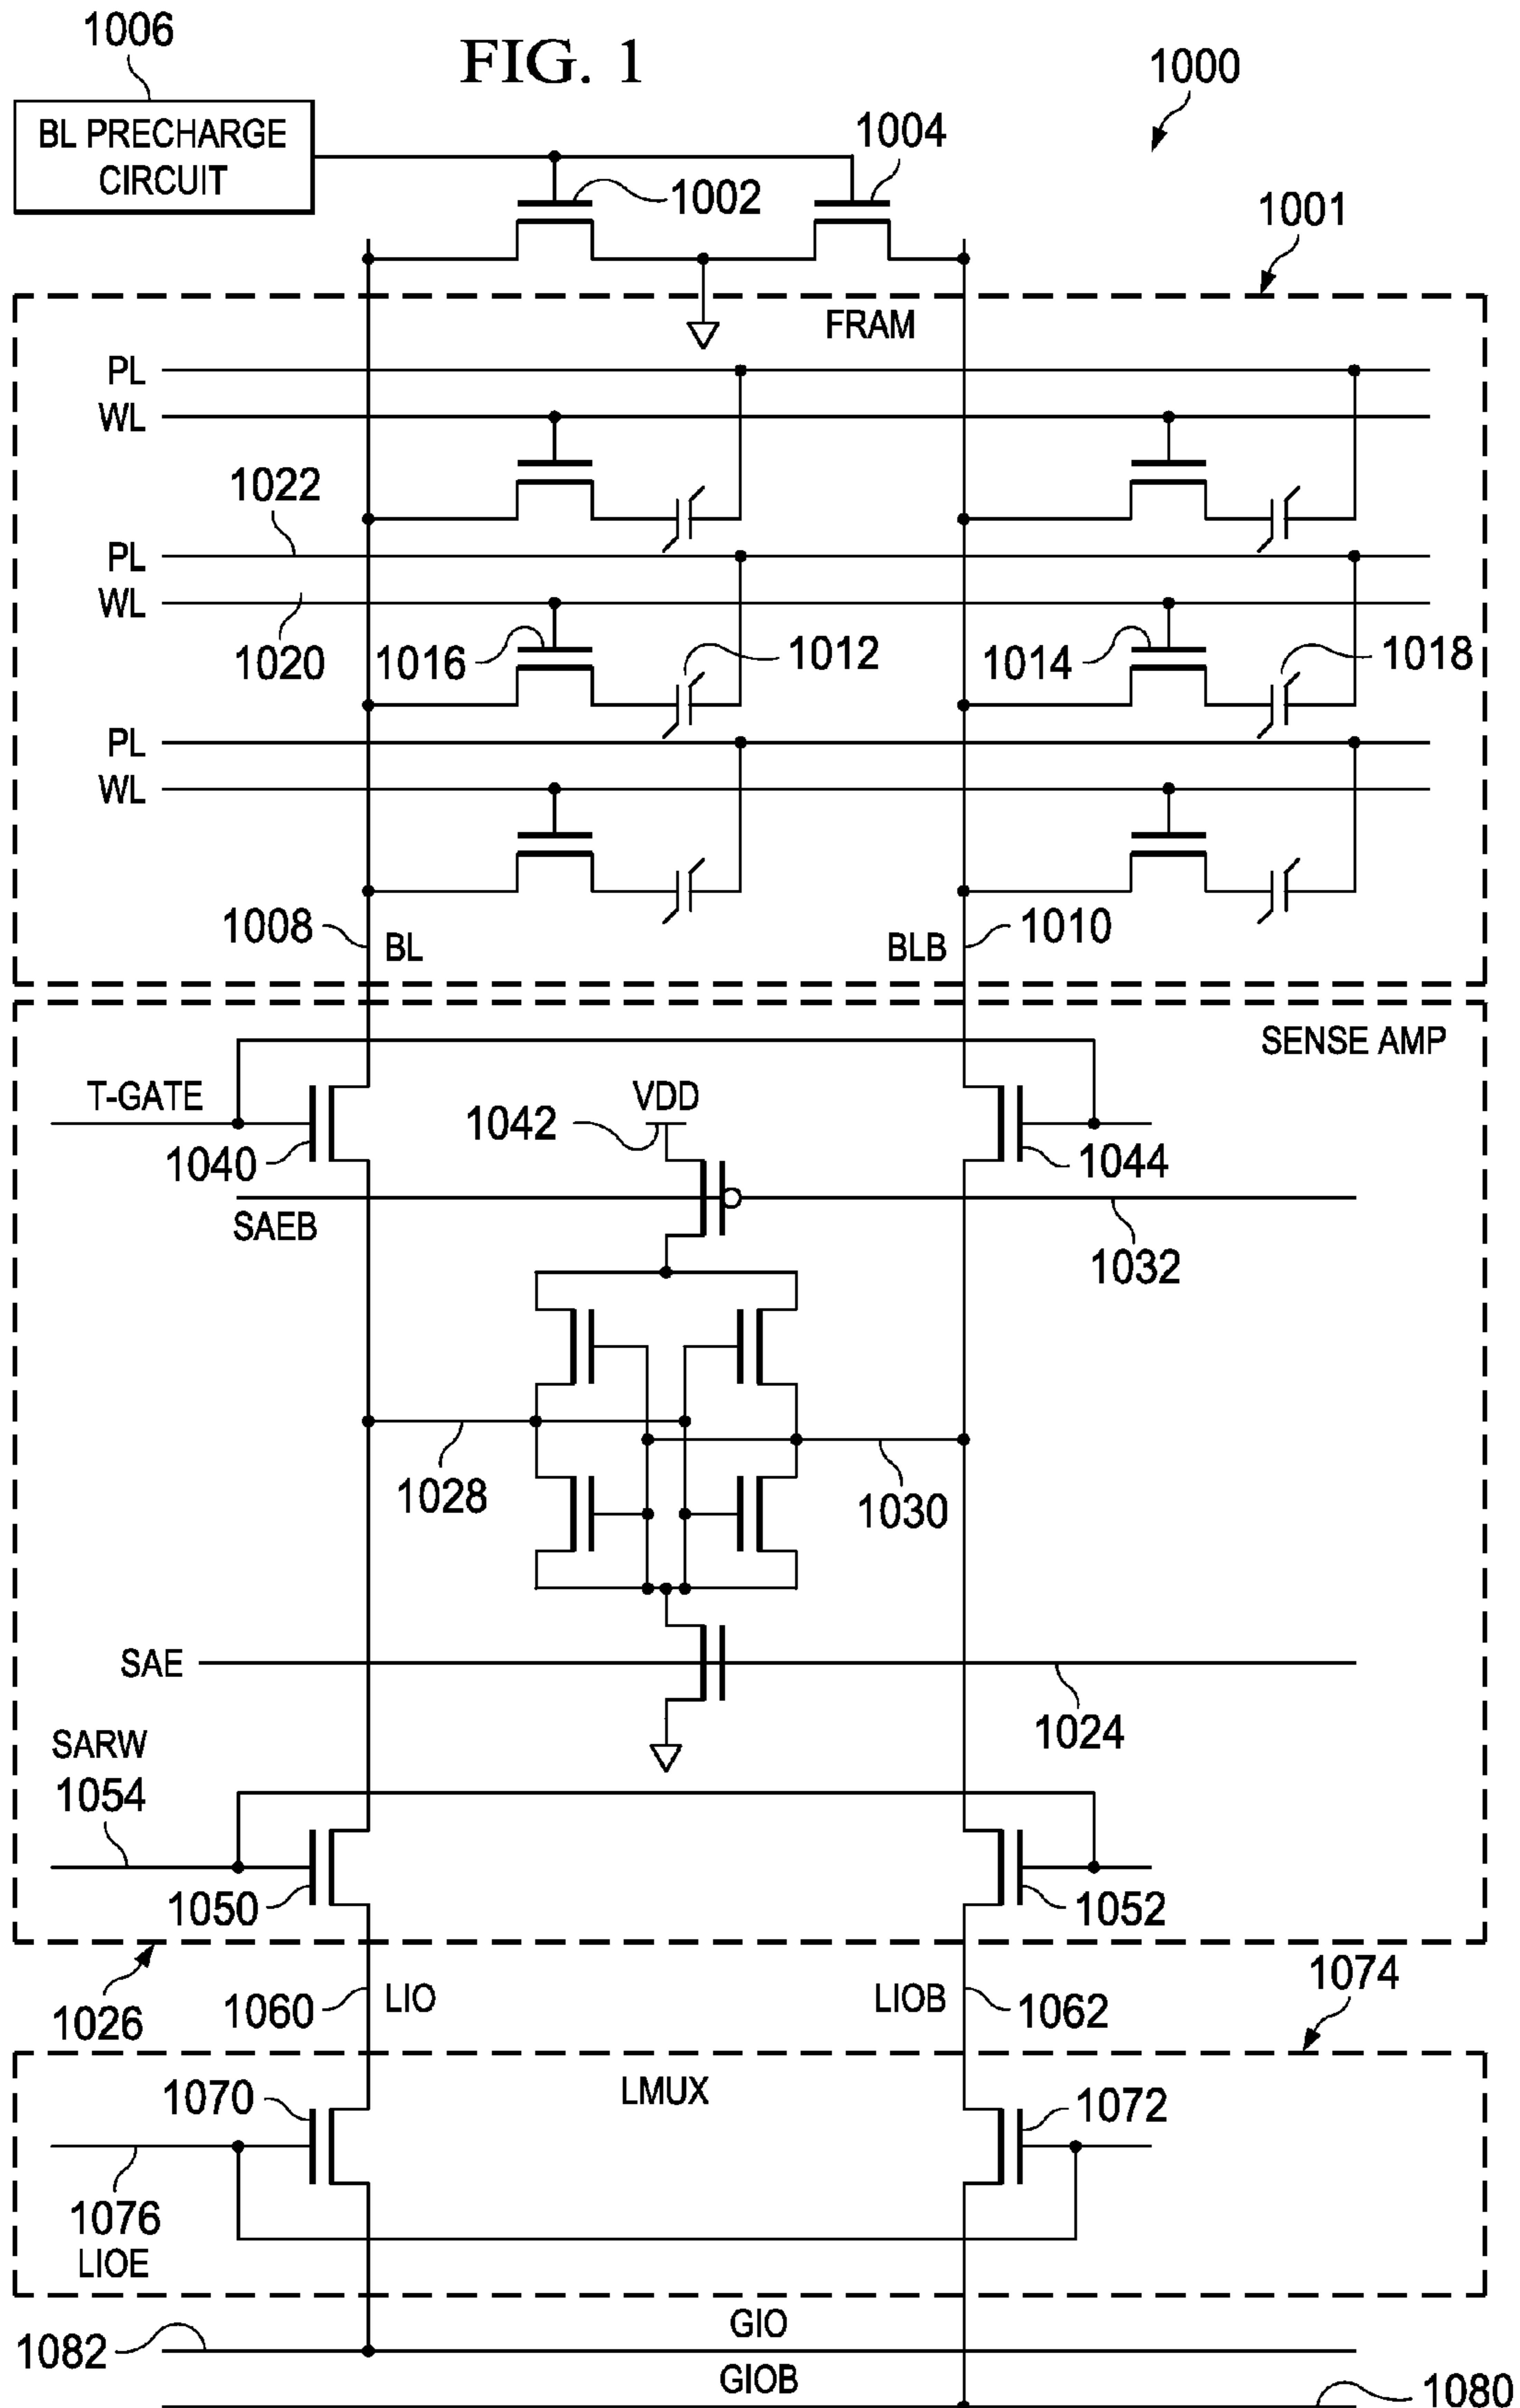 1006
FIG. 1
1000
BL PRECHARGE
CIRCUIT
1004
1002
1001
FRAM
PL
WL
1022
PL
WL
1020
1016
1012
1014
1018
PL
WL
1008
BL
BLB
1010
SENSE AMP
T-GATE
1040
1042
VDD
1044
SAEB
1032
1028
1030
SAE
1024
SARW
1054
1050
1052
1026
1060
LIO
LIOB
1062
1074
1070
LMUX
1072
1076
LIOE
GIO
1082
GIOB
1080